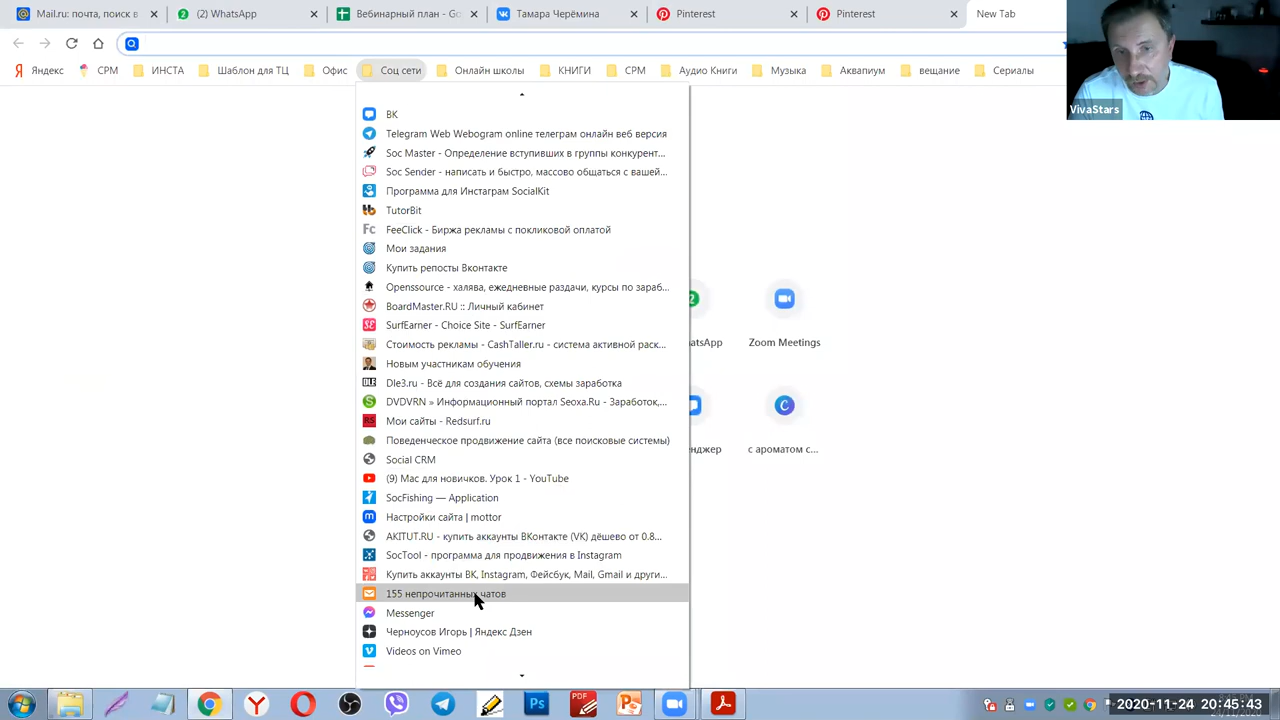 Mail.ru: почта, поиск в
(2) WhatsApp
Вебинарный план - Go
Тамара Черёмина
Pinterest
Pinterest
New Tab
Яндекс
СРМ
ИНСТА
Шаблон для ТЦ
Офис
Соц сети
Онлайн школы
КНИГИ
СРМ
Аудио Книги
Музыка
Аквапиум
вещание
Сериалы
VivaStars
ВК
Telegram Web Webogram online телеграм онлайн веб версия
Soc Master - Определение вступивших в группы конкурент...
Soc Sender - написать и быстро, массово общаться с вашей...
Программа для Инстаграм SocialKit
TutorBit
FeeClick - Биржа рекламы с покликовой оплатой
Мои задания
Купить репосты Вконтакте
Openssource - халява, ежедневные раздачи, курсы по зараб...
BoardMaster.RU :: Личный кабинет
SurfEarner - Choice Site - SurfEarner
Стоимость рекламы - CashTaller.ru - система активной раск...
Новым участникам обучения
Dle3.ru - Всё для создания сайтов, схемы заработка
DVDVRN » Информационный портал Seoxa.Ru - Заработок,...
Мои сайты - Redsurf.ru
Поведенческое продвижение сайта (все поисковые системы)
Social CRM
(9) Мас для новичков. Урок 1 - YouTube
SocFishing — Application
Настройки сайта | mottor
AKITUT.RU - купить аккаунты ВКонтакте (VK) дёшево от 0.8...
SocTool - программа для продвижения в Instagram
Купить аккаунты ВК, Instagram, Фейсбук, Mail, Gmail и други...
155 непрочитанных чатов
Messenger
Черноусов Игорь | Яндекс Дзен
Videos on Vimeo
atsApp
Zoom Meetings
нджер
с ароматом с...
2020-11-24 20:45:43